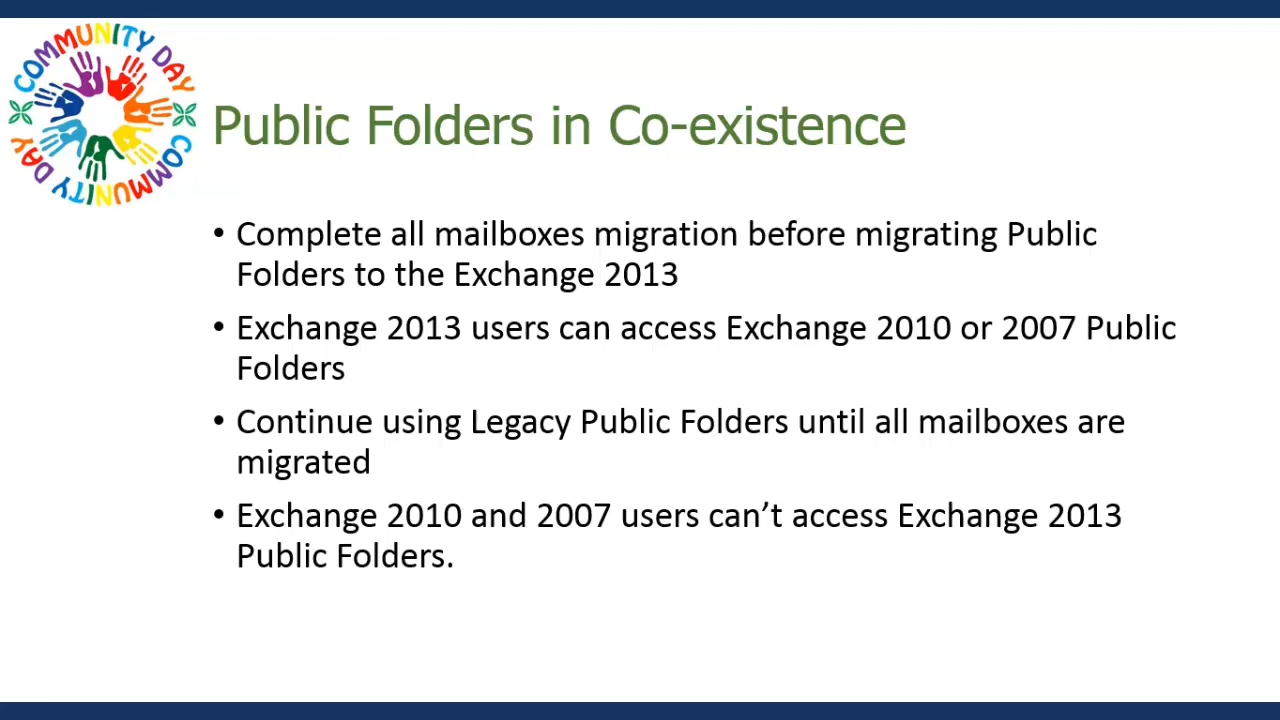 COMMUNITY DAY
COMMUNITY DAY
Public Folders in Co-existence
• Complete all mailboxes migration before migrating Public
Folders to the Exchange 2013
• Exchange 2013 users can access Exchange 2010 or 2007 Public
Folders
• Continue using Legacy Public Folders until all mailboxes are
migrated
• Exchange 2010 and 2007 users can’t access Exchange 2013
Public Folders.